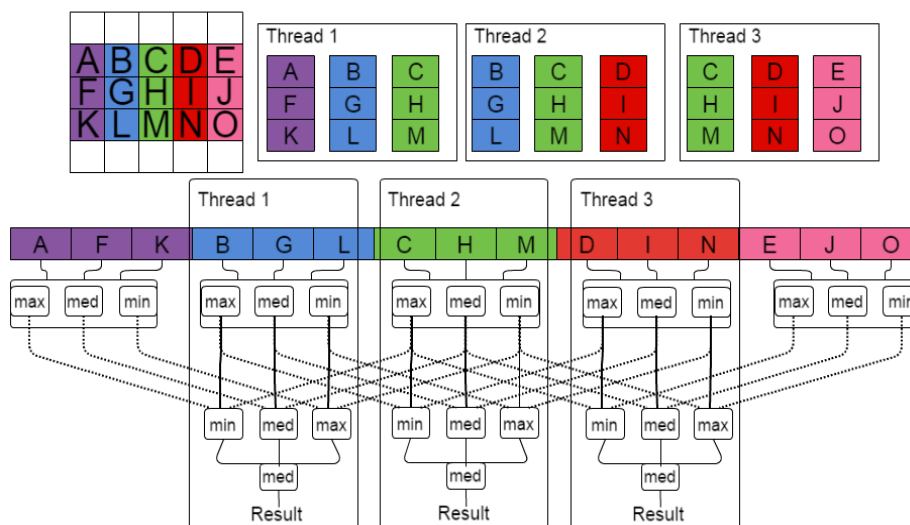 Thread 1 Thread 2 Thread 3
A B C D E A B C B C D C D E
F G H I J F G H G H I H I J
K L M N O K L M L M N M N O
Thread 1 Thread 2 Thread 3
A F K B G L C H M D I N E J O
max med min max med min max med min max med min max med min
min med max min med max min med max
med med med
Result Result Result